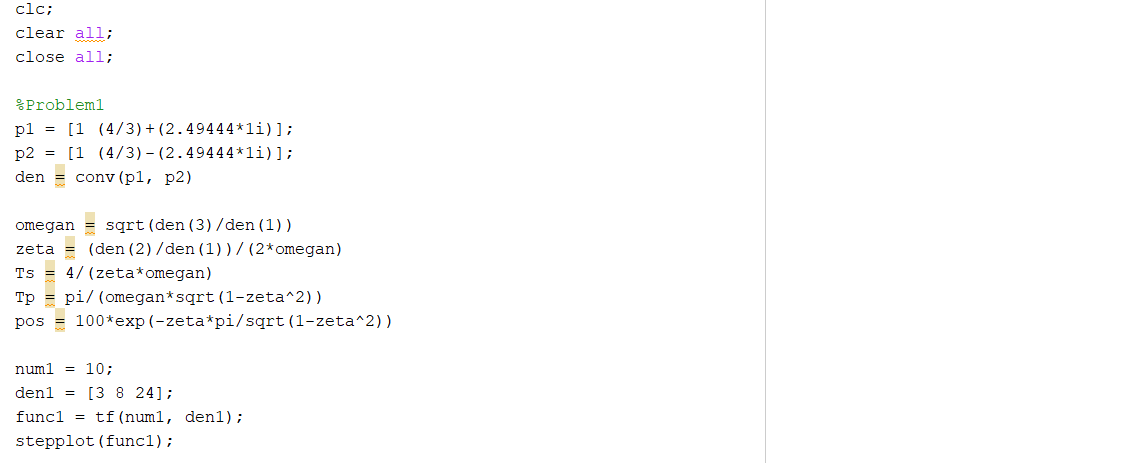 clc;
clear all;
close all;
%Problem1
p1 = [1 (4/3)+(2.49444*1i)];
p2 = [1 (4/3)-(2.49444*1i)];
den = conv(p1, p2)
omegan = sqrt(den(3)/den(1))
zeta = (den(2)/den(1))/(2*omegan)
Ts = 4/(zeta*omegan)
Tp = pi/(omegan*sqrt(1-zeta^2))
pos = 100*exp(-zeta*pi/sqrt(1-zeta^2))
num1 = 10;
den1 = [3 8 24];
func1 = tf(num1, den1);
stepplot(func1);